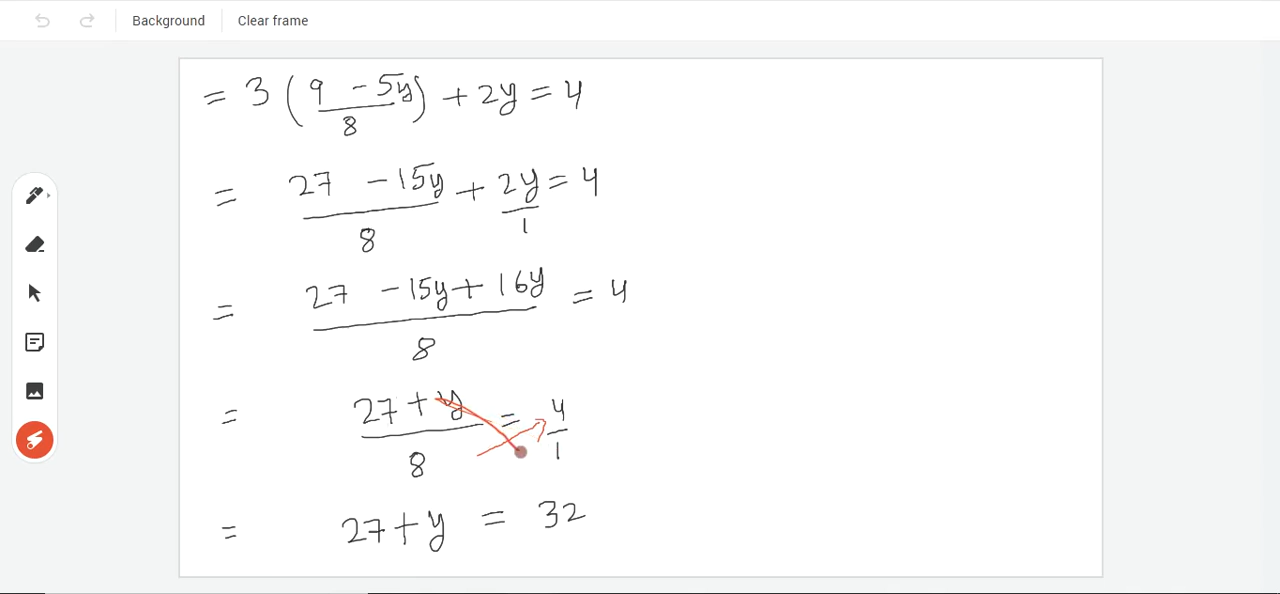 Background Clear frame
= 3 (9 - 5y/8) + 2y = 4
= 27 - 15y/8 + 2y/1 = 4
= 27 - 15y + 16y/8 = 4
= 27 + y/8 = 4/1
= 27 + y = 32